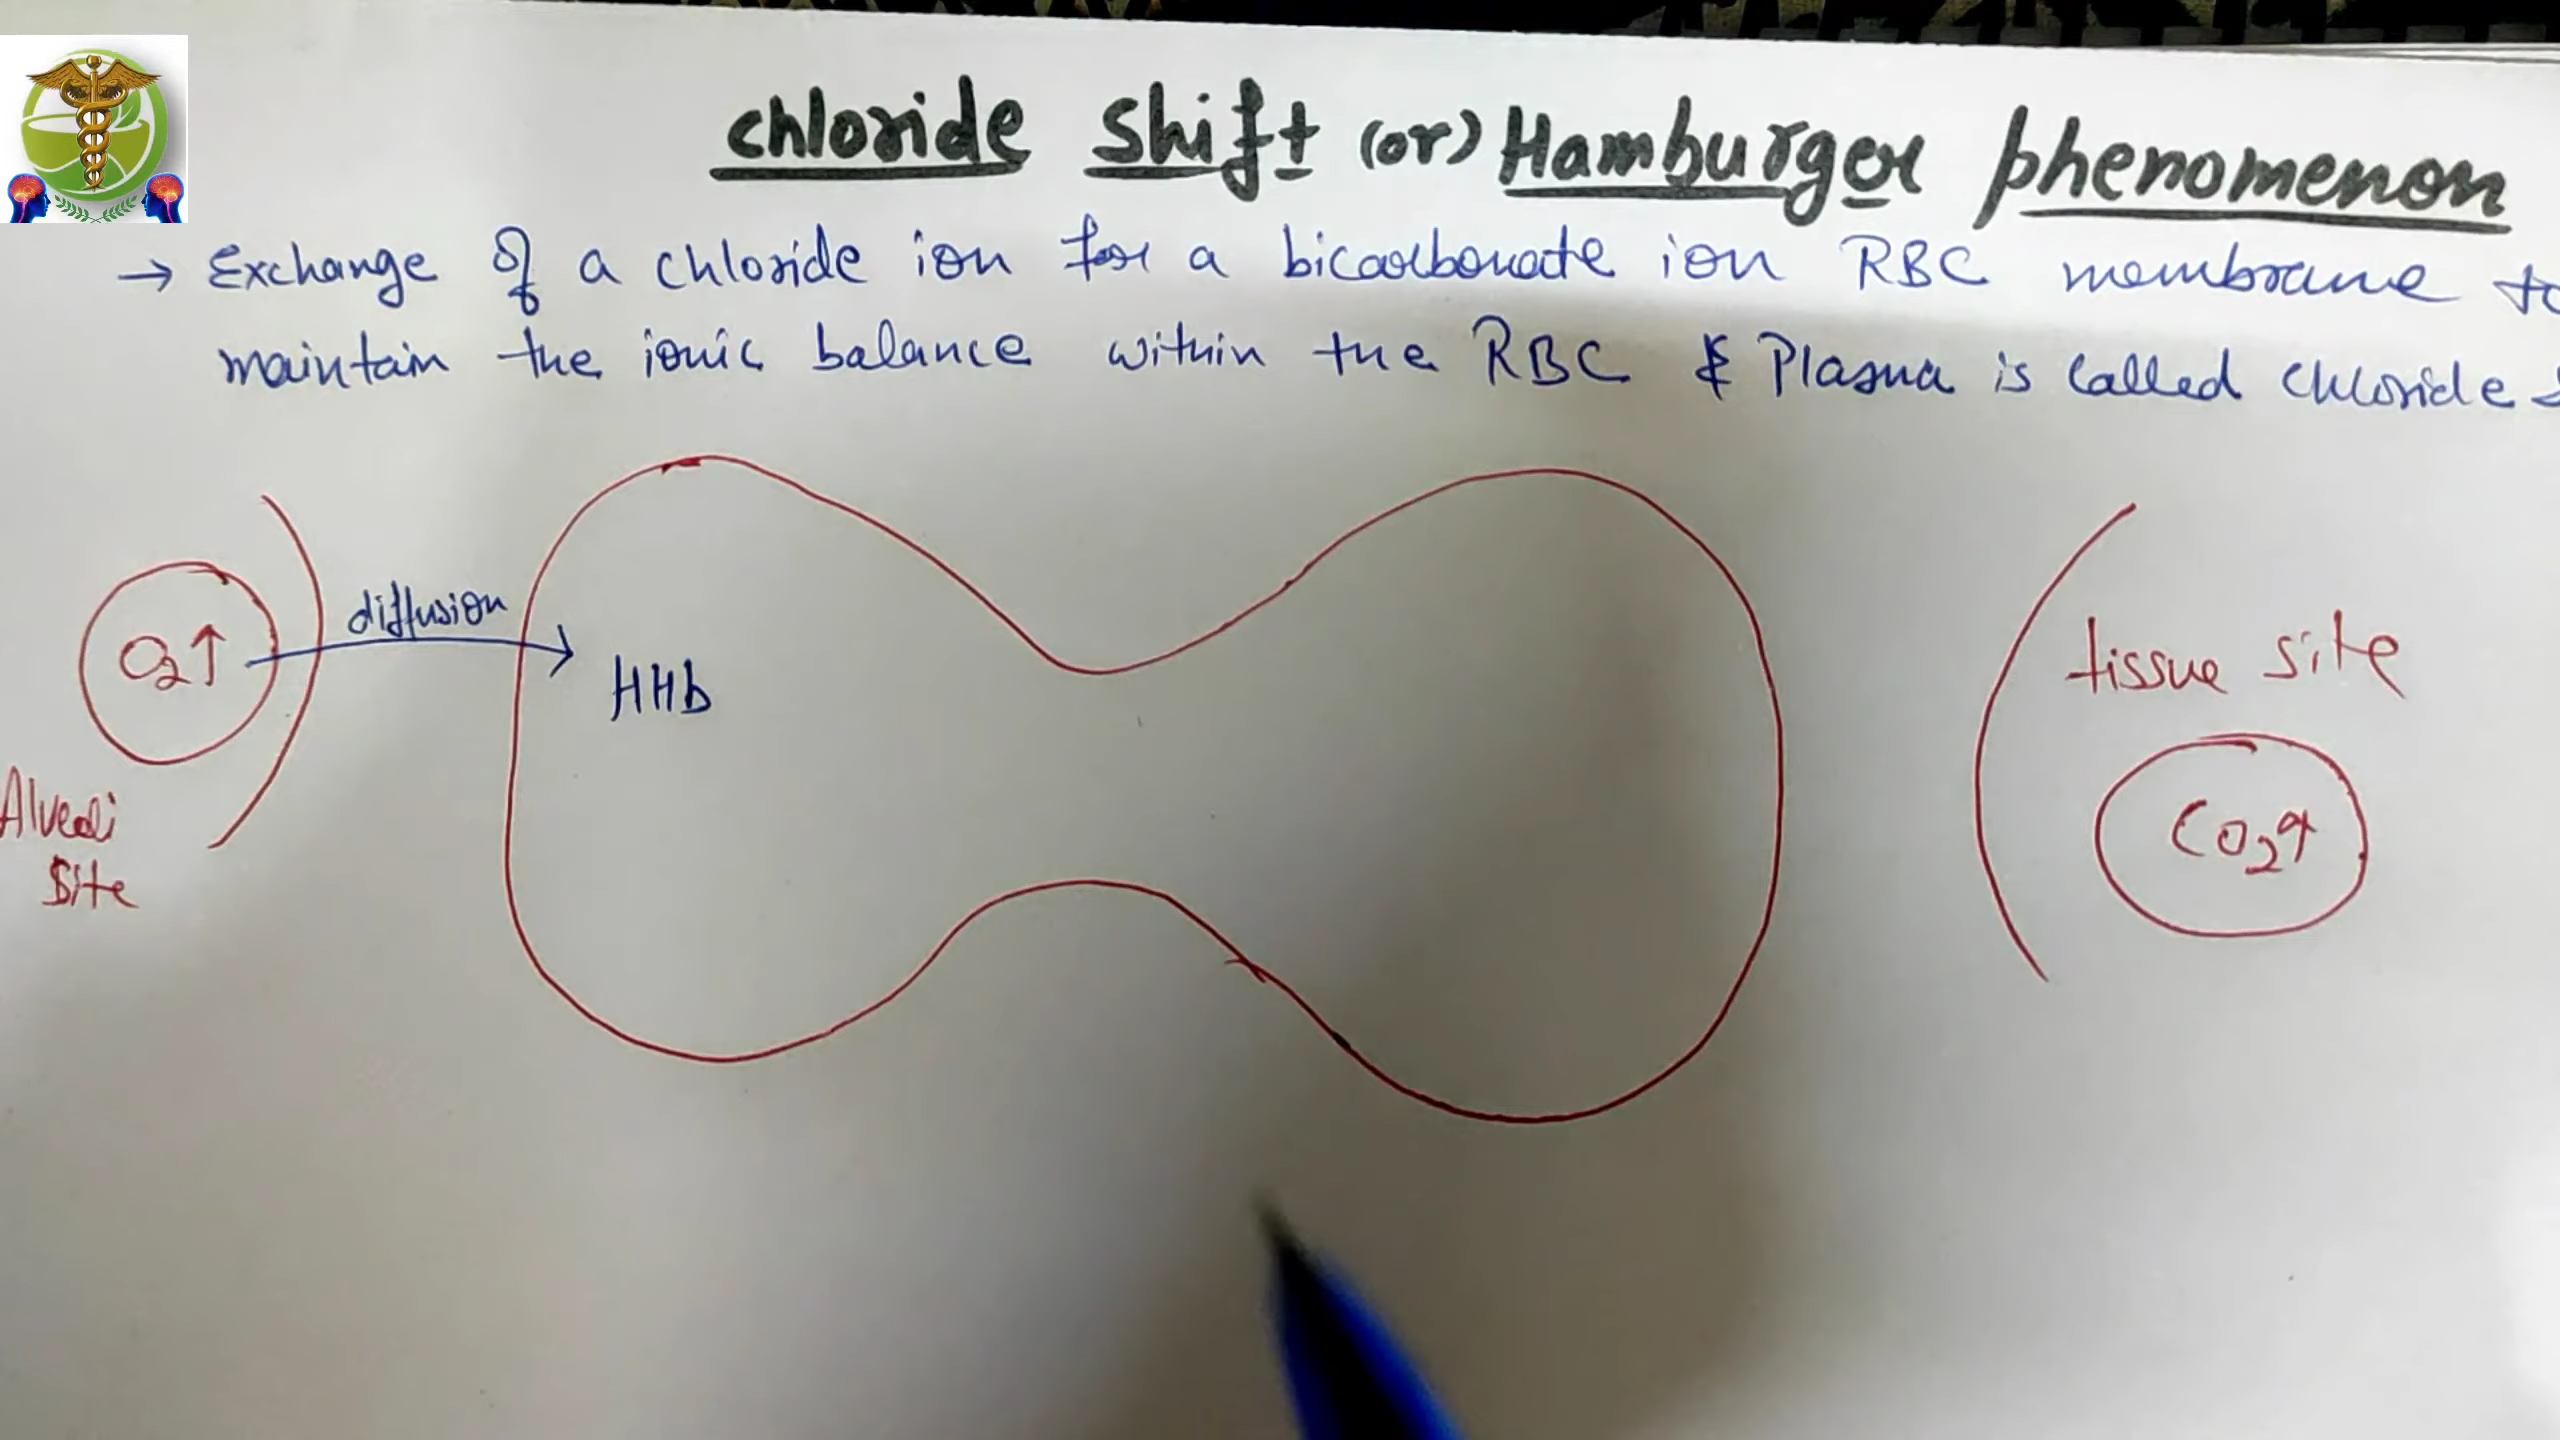 chloride shift (or) Hamburger phenomenon
→ Exchange of a chloride ion for a bicarbonate ion RBC membrane to
maintain the ionic balance within the RBC & Plasma is called chloride s
diffusion
O2↑
HHb
tissue site
CO2↑
Alveoli
Site